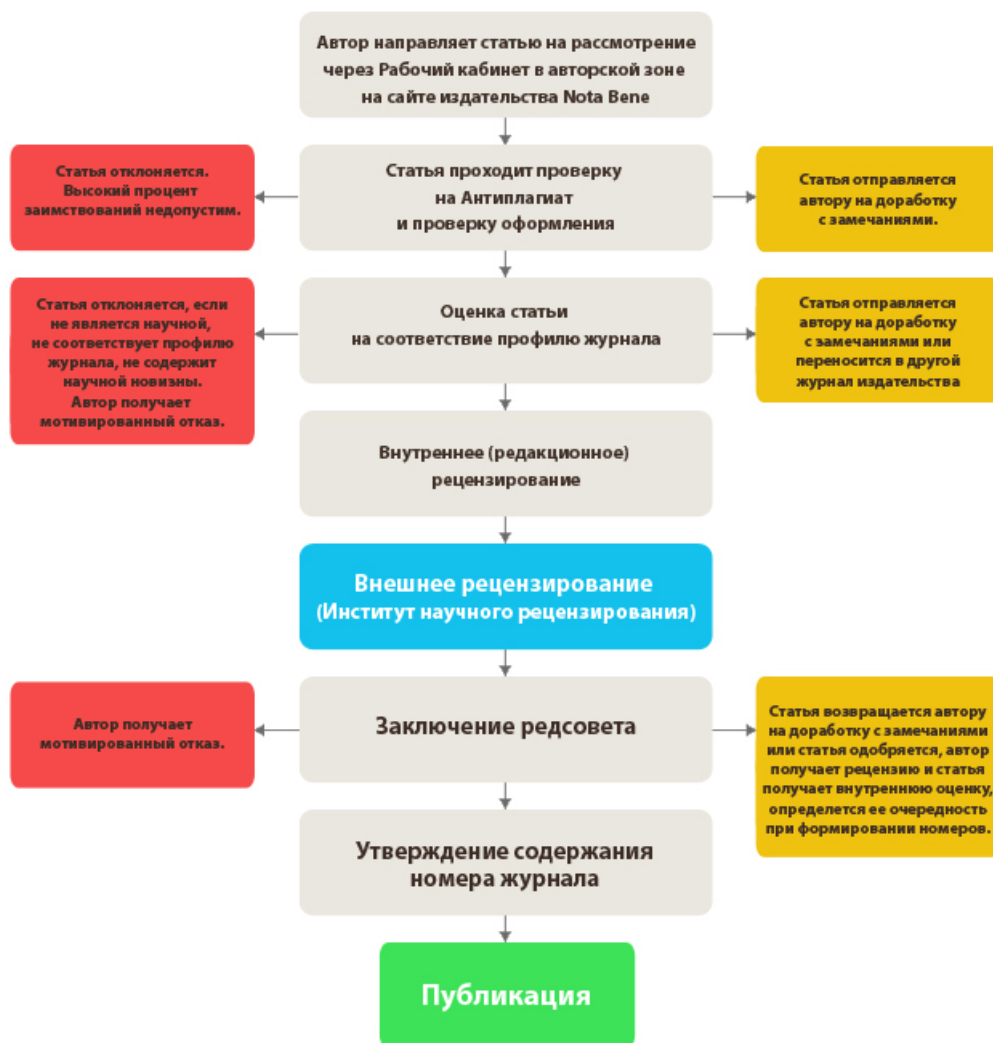 Автор направляет статью на рассмотрение
через Рабочий кабинет в авторской зоне
на сайте издательства Nota Bene
Статья отклоняется.
Высокий процент
заимствований недопустим.
Статья проходит проверку
на Антиплагиат
и проверку оформления
Статья отправляется
автору на доработку
с замечаниями.
Статья отклоняется, если
не является научной,
не соответствует профилю
журнала, не содержит
научной новизны.
Автор получает
мотивированный отказ.
Оценка статьи
на соответствие профилю журнала
Статья отправляется
автору на доработку
с замечаниями или
переносится в другой
журнал издательства
Внутреннее (редакционное)
рецензирование
Внешнее рецензирование
(Институт научного рецензирования)
Автор получает
мотивированный отказ.
Заключение редсовета
Статья возвращается автору
на доработку с замечаниями
или статья одобряется, автор
получает рецензию и статья
получает внутреннюю оценку,
определется ее очередность
при формировании номеров.
Утверждение содержания
номера журнала
Публикация